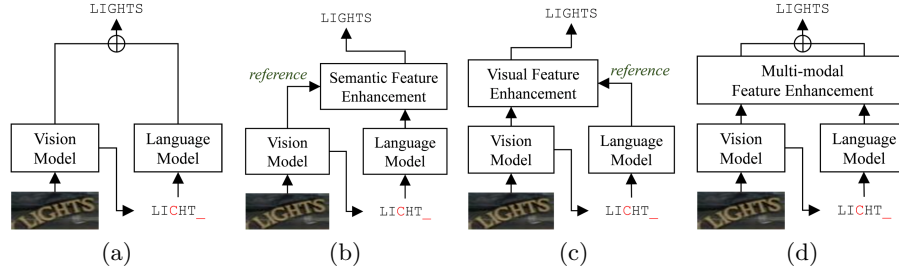 LIGHTS
Vision Model
Language Model
LIGHTS
LICHT_
(a)
LIGHTS
reference
Semantic Feature Enhancement
Vision Model
Language Model
LIGHTS
LICHT_
(b)
LIGHTS
Visual Feature Enhancement
reference
Vision Model
Language Model
LIGHTS
LICHT_
(c)
LIGHTS
Multi-modal Feature Enhancement
Vision Model
Language Model
LIGHTS
LICHT_
(d)